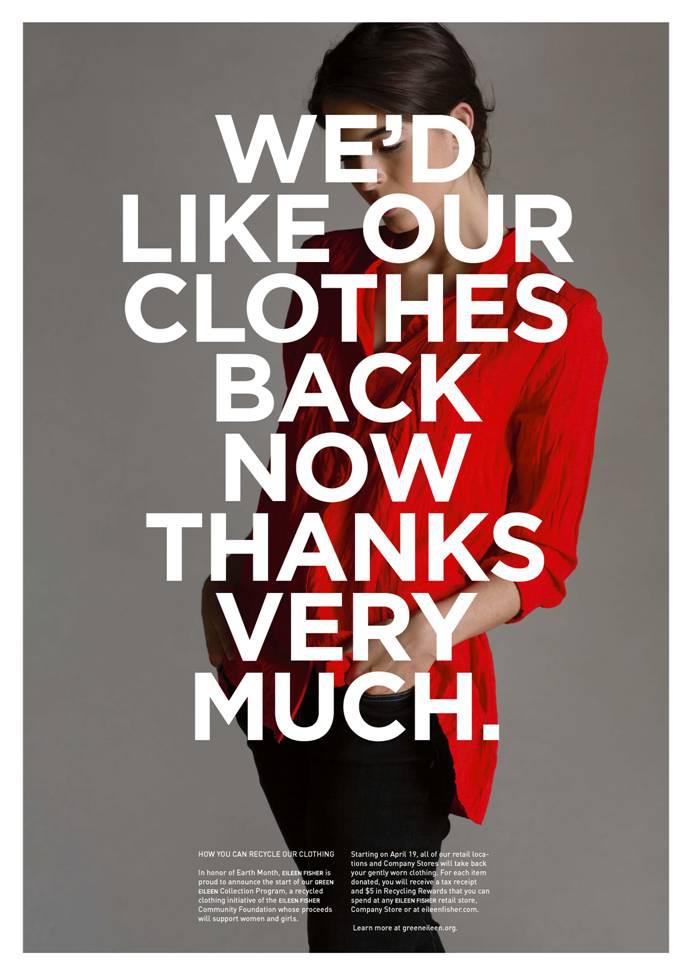 WE'D
LIKE OUR
CLOTHES
BACK
NOW
THANKS
VERY
MUCH.
HOW YOU CAN RECYCLE OUR CLOTHING
In honor of Earth Month, EILEEN FISHER is
proud to announce the start of our GREEN
EILEEN Collection Program, a recycled
clothing initiative of the EILEEN FISHER
Community Foundation whose proceeds
will support women and girls.
Starting on April 19, all of our retail loca-
tions and Company Stores will take back
your gently worn clothing. For each item
donated, you will receive a tax receipt
and $5 in Recycling Rewards that you can
spend at any EILEEN FISHER retail store,
Company Store or at eileenfisher.com.
Learn more at greeneileen.org.